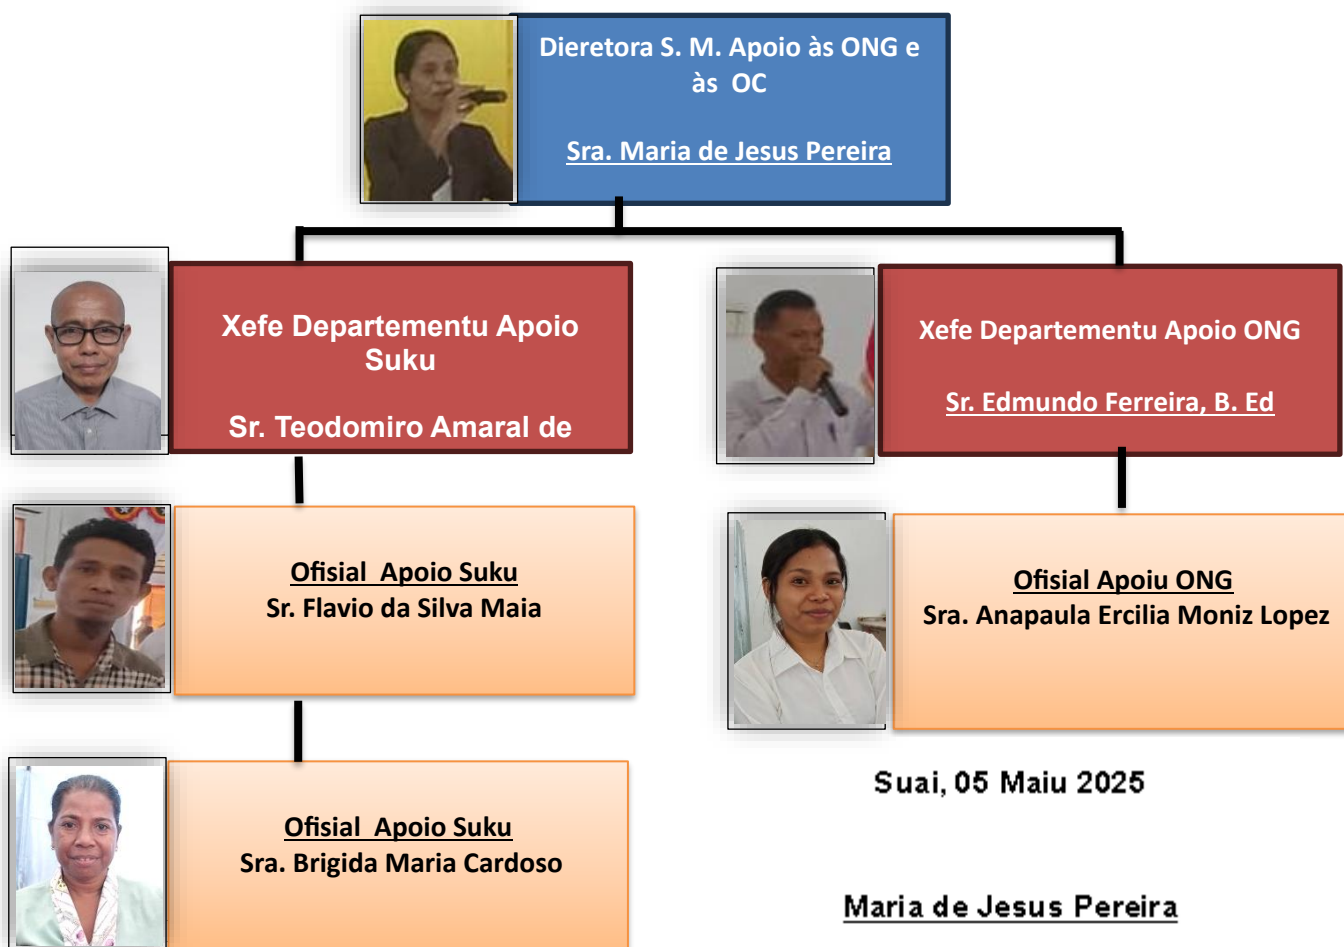 Dieretora S. M. Apoio às ONG e
às OC
Sra. Maria de Jesus Pereira
Xefe Departementu Apoio
Suku
Sr. Teodomiro Amaral de
Xefe Departementu Apoio ONG
Sr. Edmundo Ferreira, B. Ed
Ofisial Apoio Suku
Sr. Flavio da Silva Maia
Ofisial Apoiu ONG
Sra. Anapaula Ercilia Moniz Lopez
Ofisial Apoio Suku
Sra. Brigida Maria Cardoso
Suai, 05 Maiu 2025
Maria de Jesus Pereira